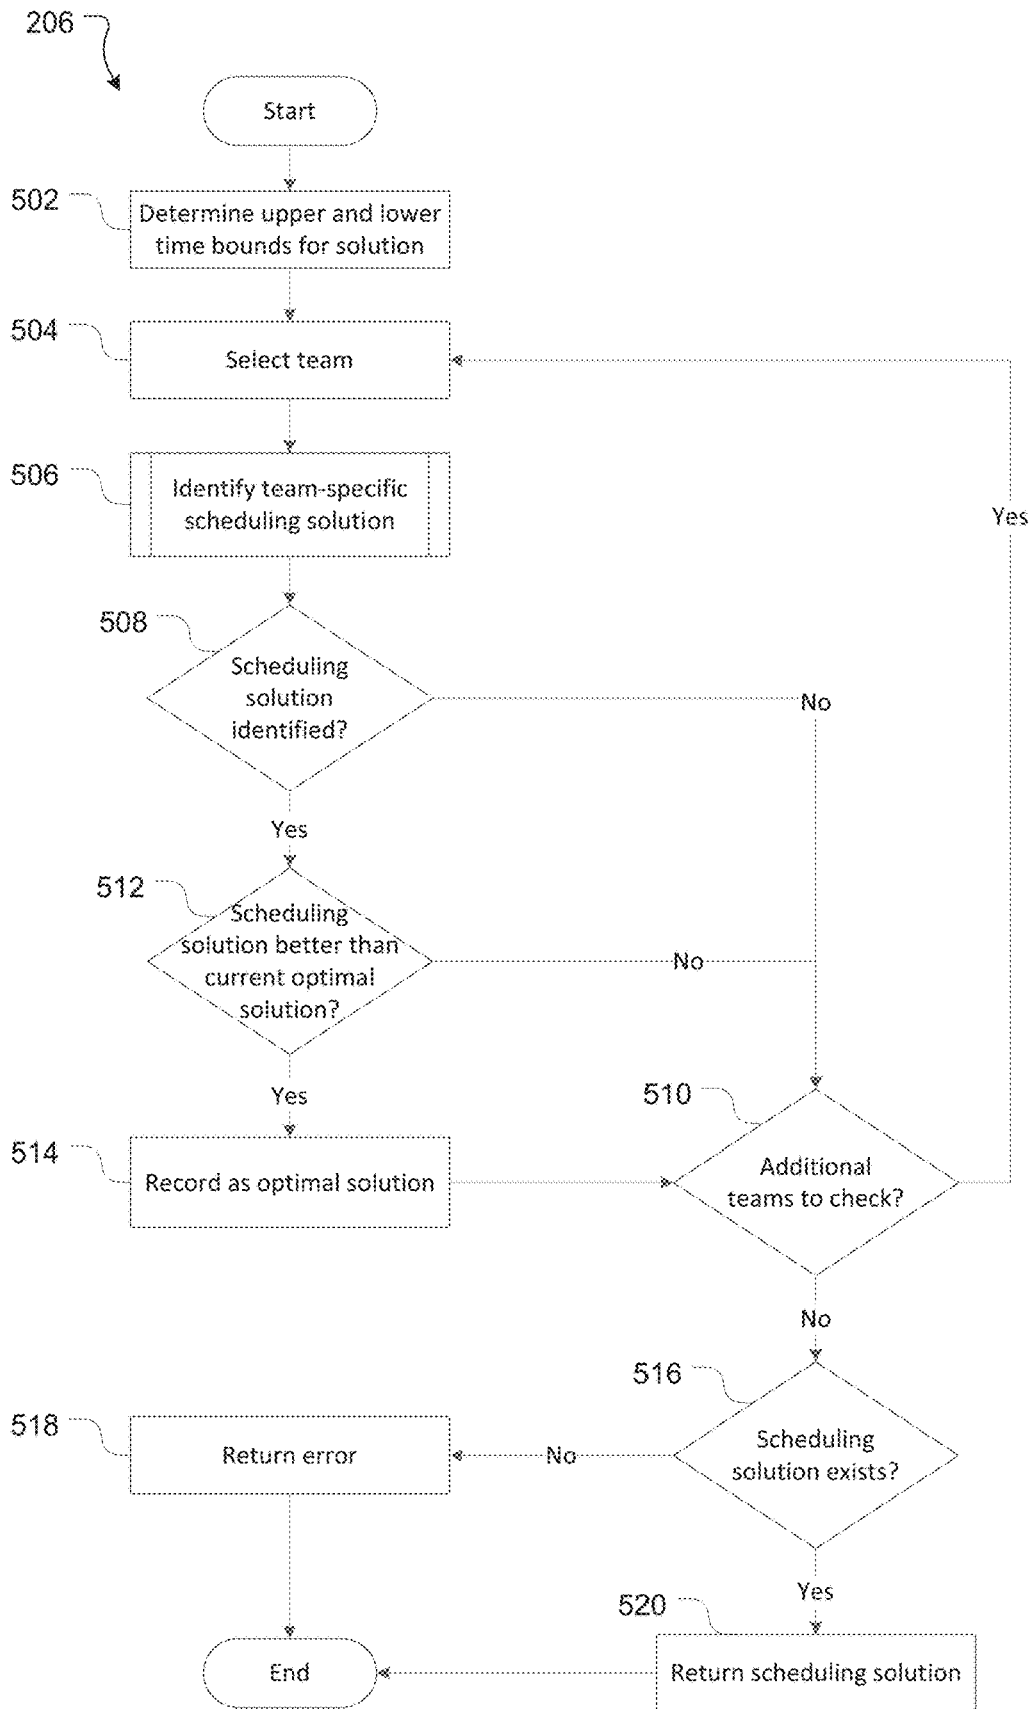 206
Start
502
Determine upper and lower
time bounds for solution
504
Select team
506
Identify team-specific
scheduling solution
Yes
508
Scheduling
solution
identified?
No
Yes
512
Scheduling
solution better than
current optimal
solution?
No
Yes
510
514
Record as optimal solution
Additional
teams to check?
No
516
518
Return error
No
Scheduling
solution exists?
Yes
520
End
Return scheduling solution